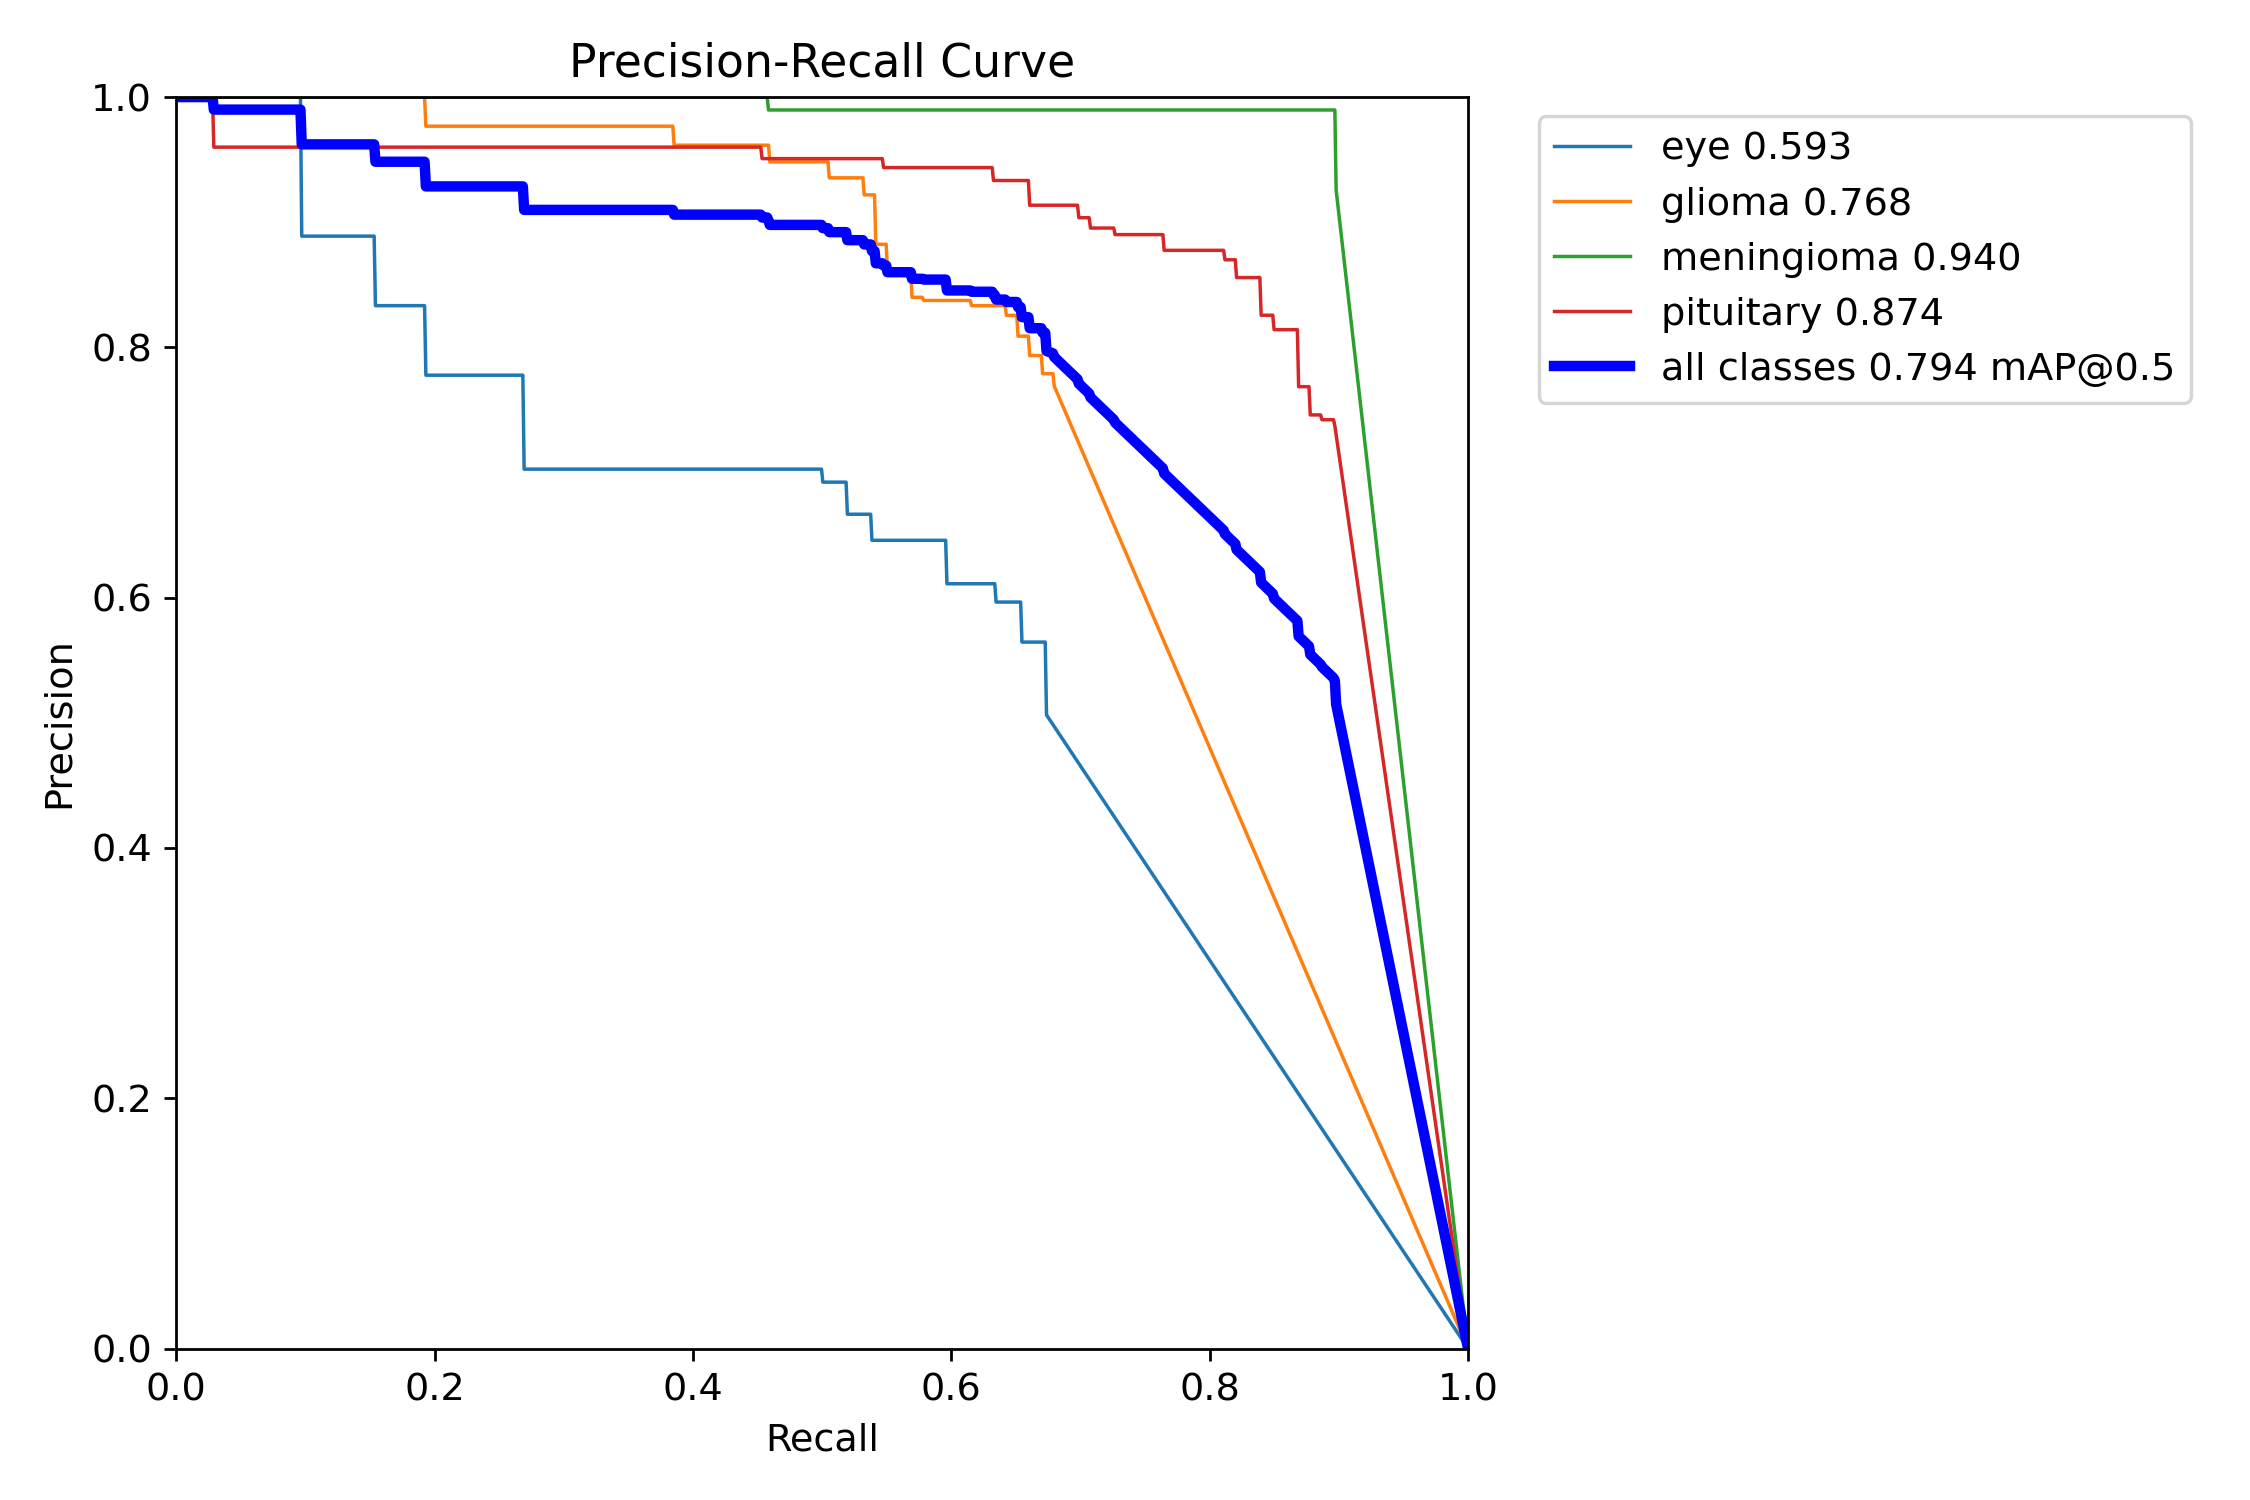 Precision-Recall Curve
1.0
0.8
0.6
0.4
0.2
0.0
Precision
0.0 0.2 0.4 0.6 0.8 1.0
Recall
eye 0.593
glioma 0.768
meningioma 0.940
pituitary 0.874
all classes 0.794 mAP@0.5